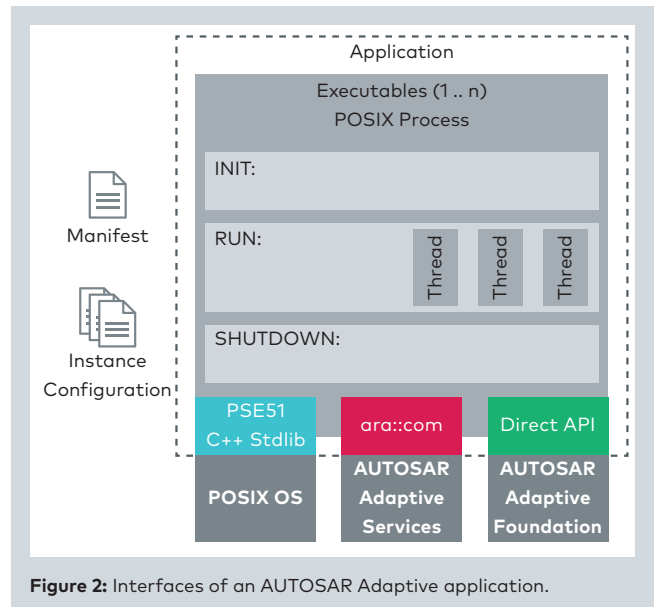 Application
Executables (1 .. n)
POSIX Process
INIT:
Manifest
RUN:
Thread
Thread
Thread
Instance
Configuration
SHUTDOWN:
PSE51
C++ Stdlib
ara::com
Direct API
POSIX OS
AUTOSAR
Adaptive
Services
AUTOSAR
Adaptive
Foundation
Figure 2: Interfaces of an AUTOSAR Adaptive application.